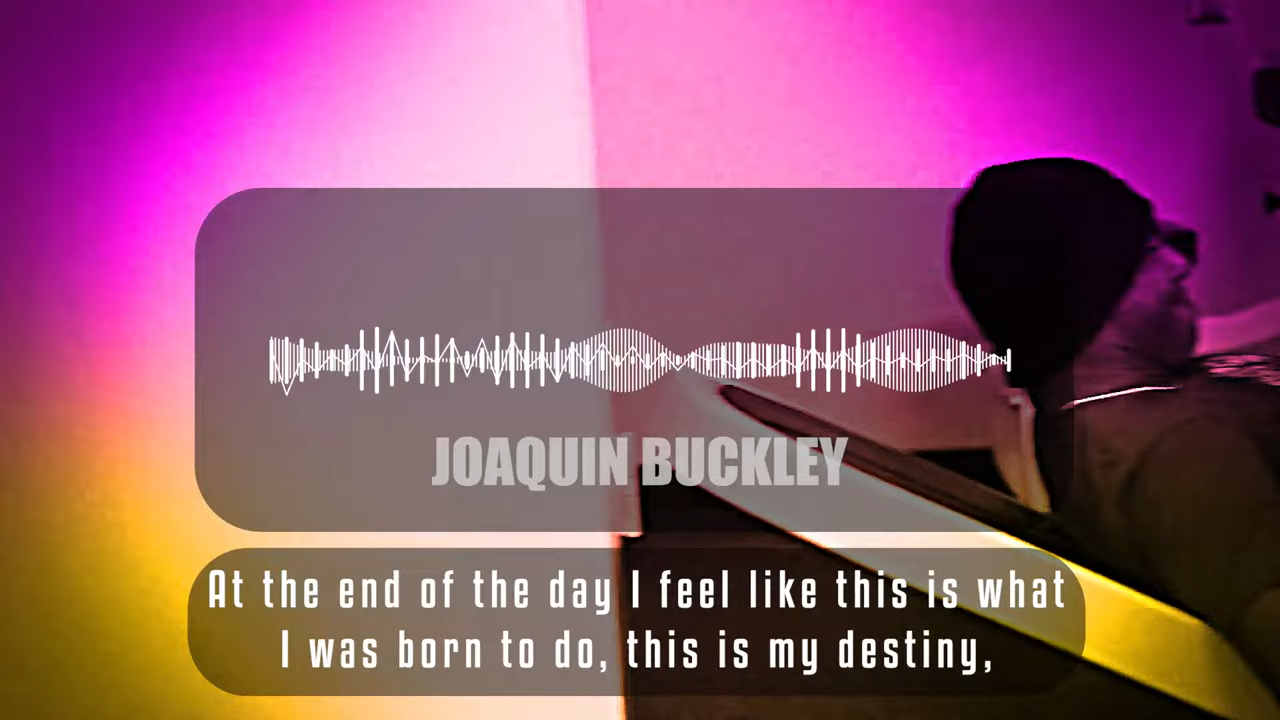 JOAQUIN BUCKLEY
At the end of the day I feel like this is what
I was born to do, this is my destiny,